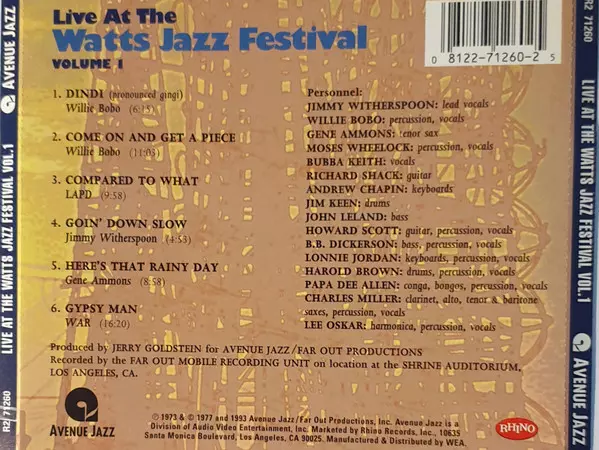 Live At The
Watts Jazz Festival
VOLUME 1
0 8122-71260-2 5
1. DINDI (pronounced gingi)
Willie Bobo (6:15)
2. COME ON AND GET A PIECE
Willie Bobo (11:03)
3. COMPARED TO WHAT
LAPD. (9:58)
4. GOIN' DOWN SLOW
Jimmy Witherspoon (4:53)
5. HERE'S THAT RAINY DAY
Gene Ammons (8:58)
6. GYPSY MAN
WAR (16:20)
Personnel:
JIMMY WITHERSPOON: lead vocals
WILLIE BOBO: percussion, vocals
GENE AMMONS: tenor sax
MOSES WHEELOCK: percussion, vocals
BUBBA KEITH: vocals
RICHARD SHACK: guitar
ANDREW CHAPIN: keyboards
JIM KEEN: drums
JOHN LELAND: bass
HOWARD SCOTT: guitar, percussion, vocals
B.B. DICKERSON: bass, percussion, vocals
LONNIE JORDAN: keyboards, percussion, vocals
HAROLD BROWN: drums, percussion, vocals
PAPA DEE ALLEN: conga, bongos, percussion, vocals
CHARLES MILLER: clarinet, alto, tenor & baritone
saxes, percussion, vocals
LEE OSKAR: harmonica, percussion, vocals
Produced by JERRY GOLDSTEIN for AVENUE JAZZ/FAR OUT PRODUCTIONS
Recorded by the FAR OUT MOBILE RECORDING UNIT on location at the SHRINE AUDITORIUM,
LOS ANGELES, CA.
AVENUE JAZZ
℗ 1973 & © 1977 and 1993 Avenue Jazz/Far Out Productions, Inc. Avenue Jazz is a
Division of Audio Video Entertainment, Inc. Marketed by Rhino Records, Inc., 10635
Santa Monica Boulevard, Los Angeles, CA 90025. Manufactured & Distributed by WEA.
RHINO
R2 71260
LIVE AT THE WATTS JAZZ FESTIVAL VOL.1
AVENUE JAZZ
R2 71260
LIVE AT THE WATTS JAZZ FESTIVAL VOL.1
AVENUE JAZZ